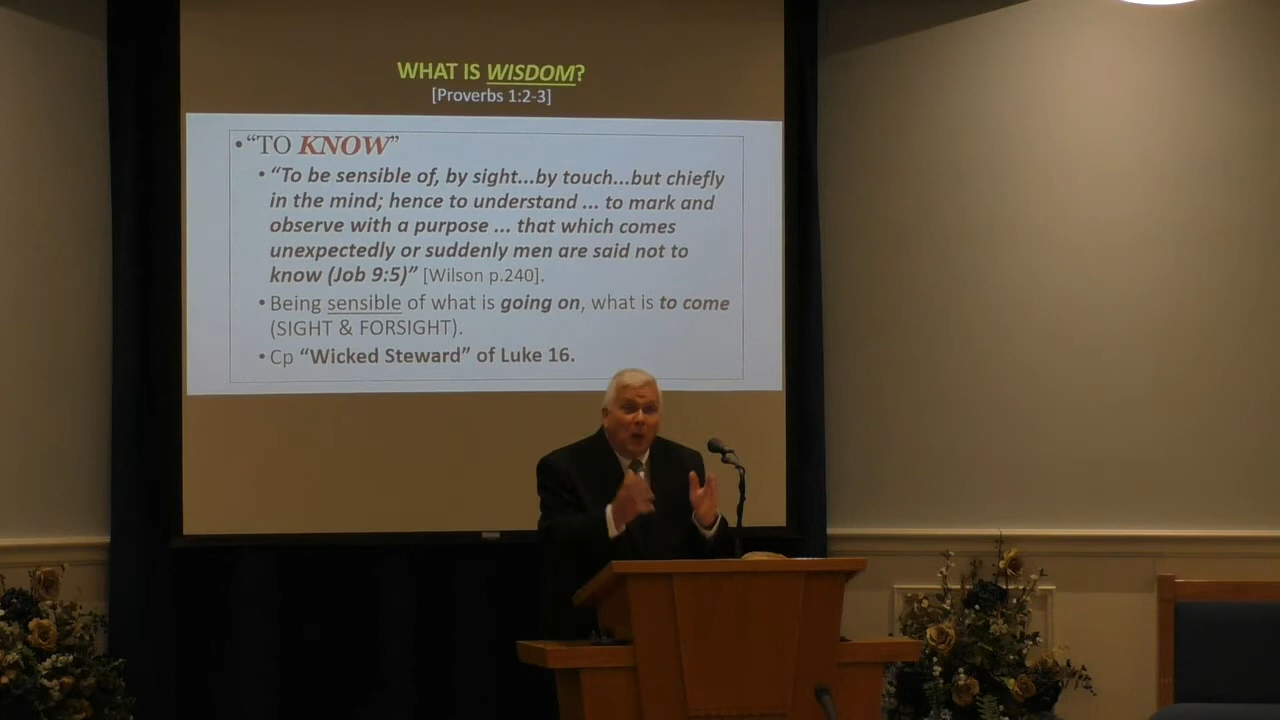 WHAT IS WISDOM?
[Proverbs 1:2-3]
•“TO KNOW”
•“To be sensible of, by sight...by touch...but chiefly
in the mind; hence to understand ... to mark and
observe with a purpose ... that which comes
unexpectedly or suddenly men are said not to
know (Job 9:5)” [Wilson p.240].
•Being sensible of what is going on, what is to come
(SIGHT & FORSIGHT).
•Cp “Wicked Steward” of Luke 16.